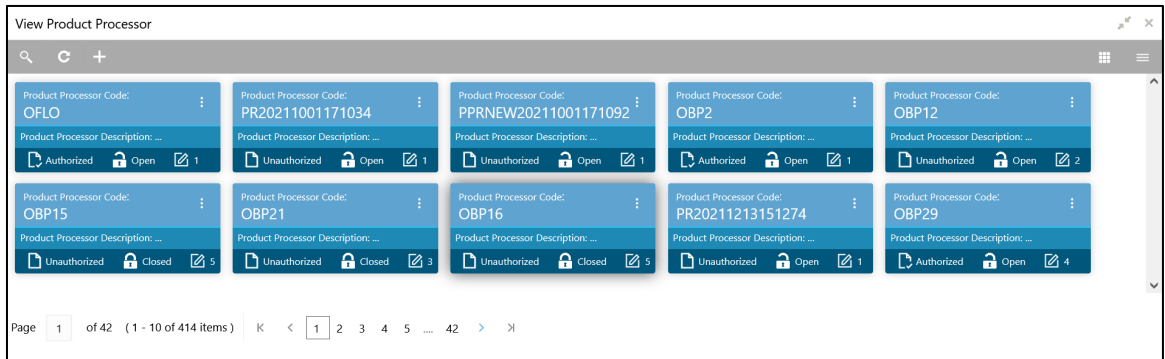 View Product Processor
Product Processor Code:
OFLO
Product Processor Description: ...
Authorized Open 1
Product Processor Code:
PR20211001171034
Product Processor Description: ...
Unauthorized Open 1
Product Processor Code:
PPRNEW20211001171092
Product Processor Description: ...
Unauthorized Open 1
Product Processor Code:
OBP2
Product Processor Description: ...
Authorized Open 1
Product Processor Code:
OBP12
Product Processor Description: ...
Unauthorized Open 2
Product Processor Code:
OBP15
Product Processor Description: ...
Unauthorized Closed 5
Product Processor Code:
OBP21
Product Processor Description: ...
Unauthorized Closed 3
Product Processor Code:
OBP16
Product Processor Description: ...
Unauthorized Closed 5
Product Processor Code:
PR20211213151274
Product Processor Description: ...
Unauthorized Open 1
Product Processor Code:
OBP29
Product Processor Description: ...
Authorized Open 4
Page 1 of 42 (1 - 10 of 414 items) 1 2 3 4 5 .... 42